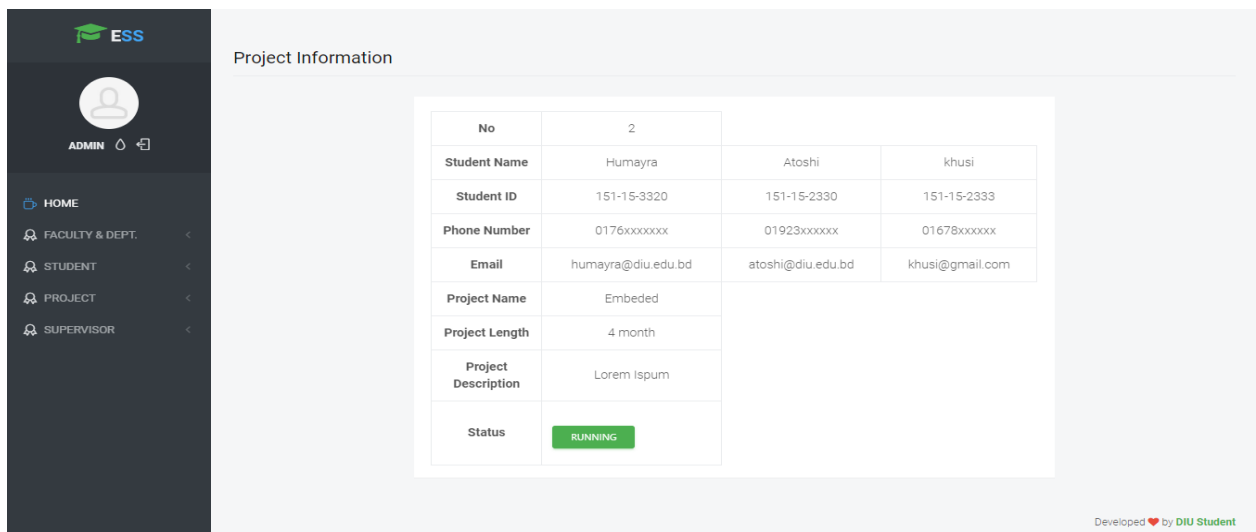 ESS
ADMIN
HOME
FACULTY & DEPT.
STUDENT
PROJECT
SUPERVISOR
Project Information
No 2
Student Name Humayra Atoshi khusi
Student ID 151-15-3320 151-15-2330 151-15-2333
Phone Number 0176xxxxxxx 01923xxxxxx 01678xxxxxx
Email humayra@diu.edu.bd atoshi@diu.edu.bd khusi@gmail.com
Project Name Embeded
Project Length 4 month
Project
Description Lorem Ispum
Status RUNNING
Developed ❤ by DIU Student